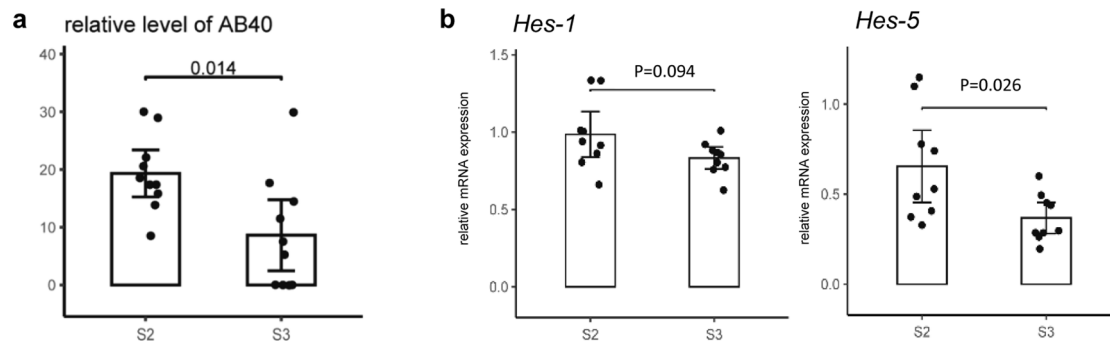 a
relative level of AB40
40
30
20
10
0
0.014
S2
S3
b
Hes-1
relative mRNA expression
1.5
1.0
0.5
0.0
P=0.094
S2
S3
Hes-5
relative mRNA expression
1.0
0.5
0.0
P=0.026
S2
S3